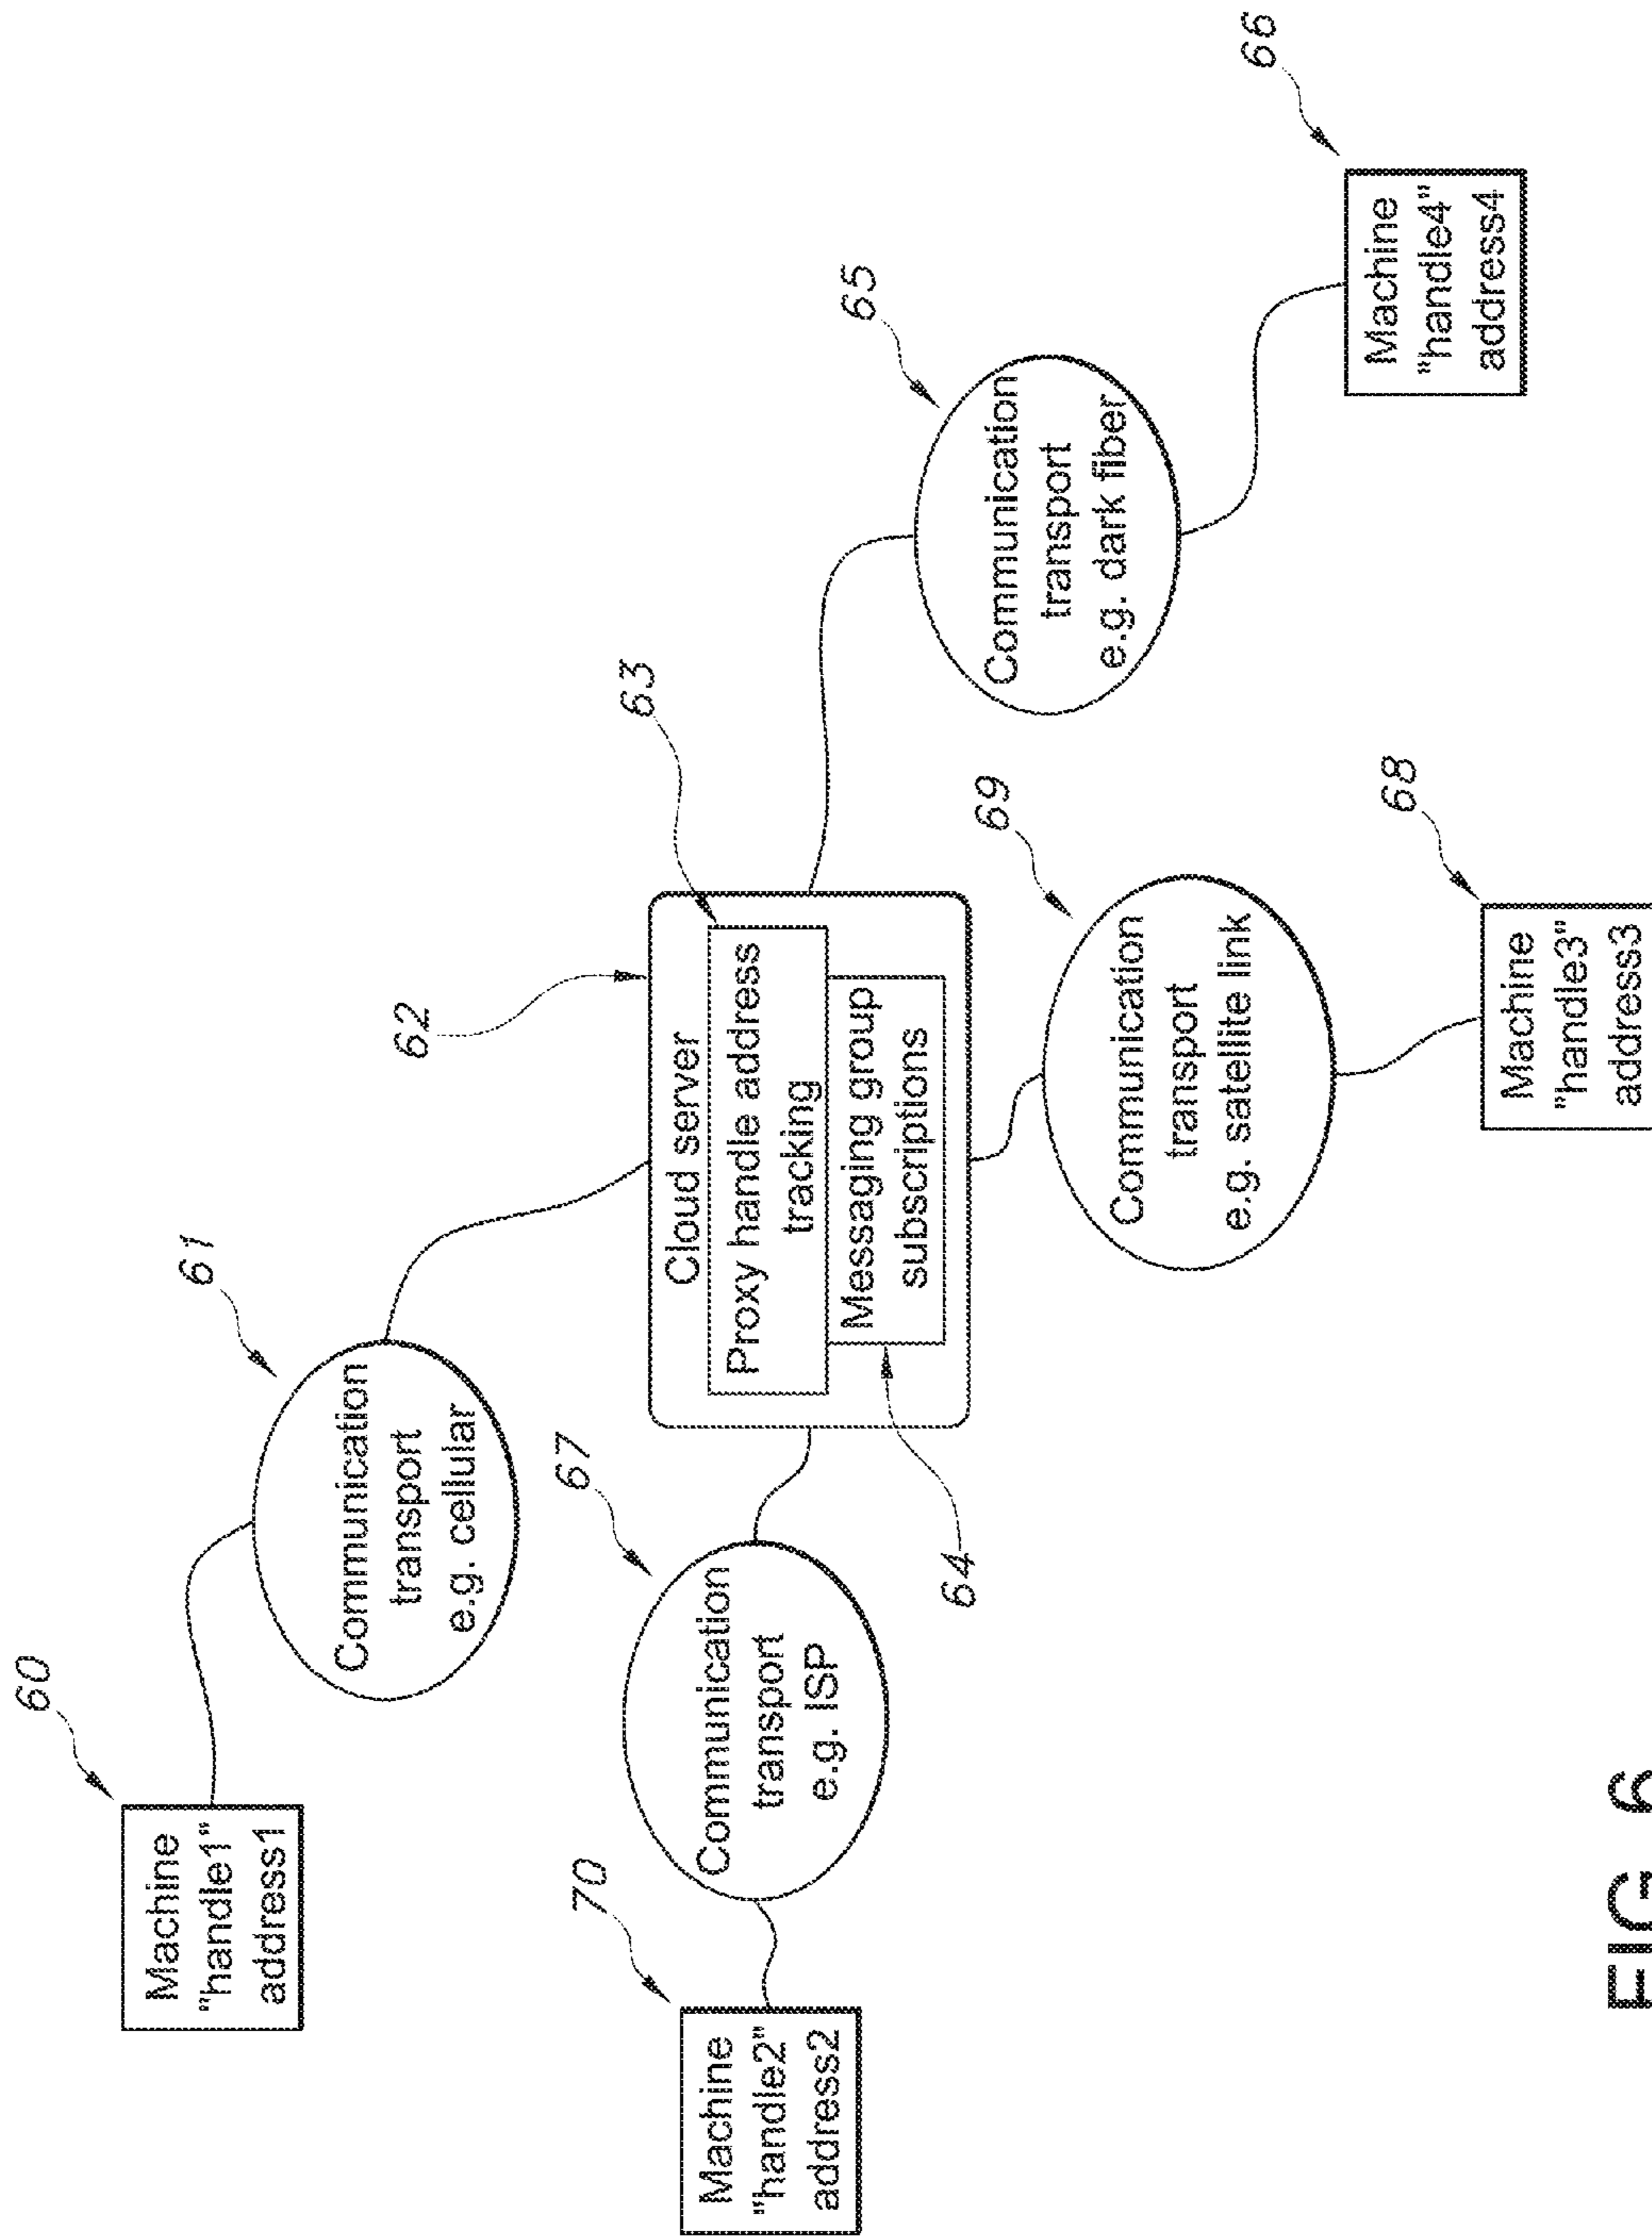 60
Machine
"handle1"
address1
61
Communication
transport
e.g. cellular
70
Machine
"handle2"
address2
67
Communication
transport
e.g. ISP
62
63
Cloud server
Proxy handle address
tracking
Messaging group
subscriptions
64
69
Communication
transport
e.g. satellite link
68
Machine
"handle3"
address3
65
Communication
transport
e.g. dark fiber
66
Machine
"handle4"
address4
FIG. 6